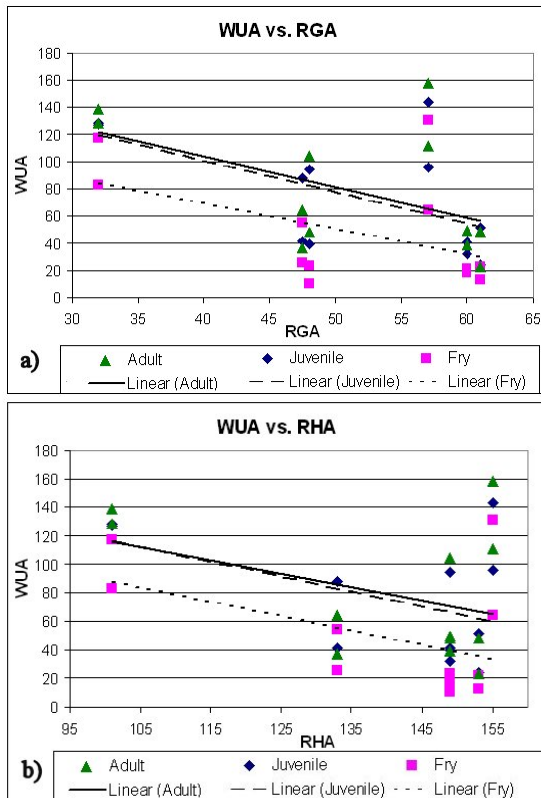 WUA vs. RGA
180
160
140
120
100
80
60
40
20
0
WUA
30 35 40 45 50 55 60 65
RGA
a)
Adult Juvenile Fry
Linear (Adult) Linear (Juvenile) Linear (Fry)
WUA vs. RHA
180
160
140
120
100
80
60
40
20
0
WUA
95 105 115 125 135 145 155
RHA
b)
Adult Juvenile Fry
Linear (Adult) Linear (Juvenile) Linear (Fry)